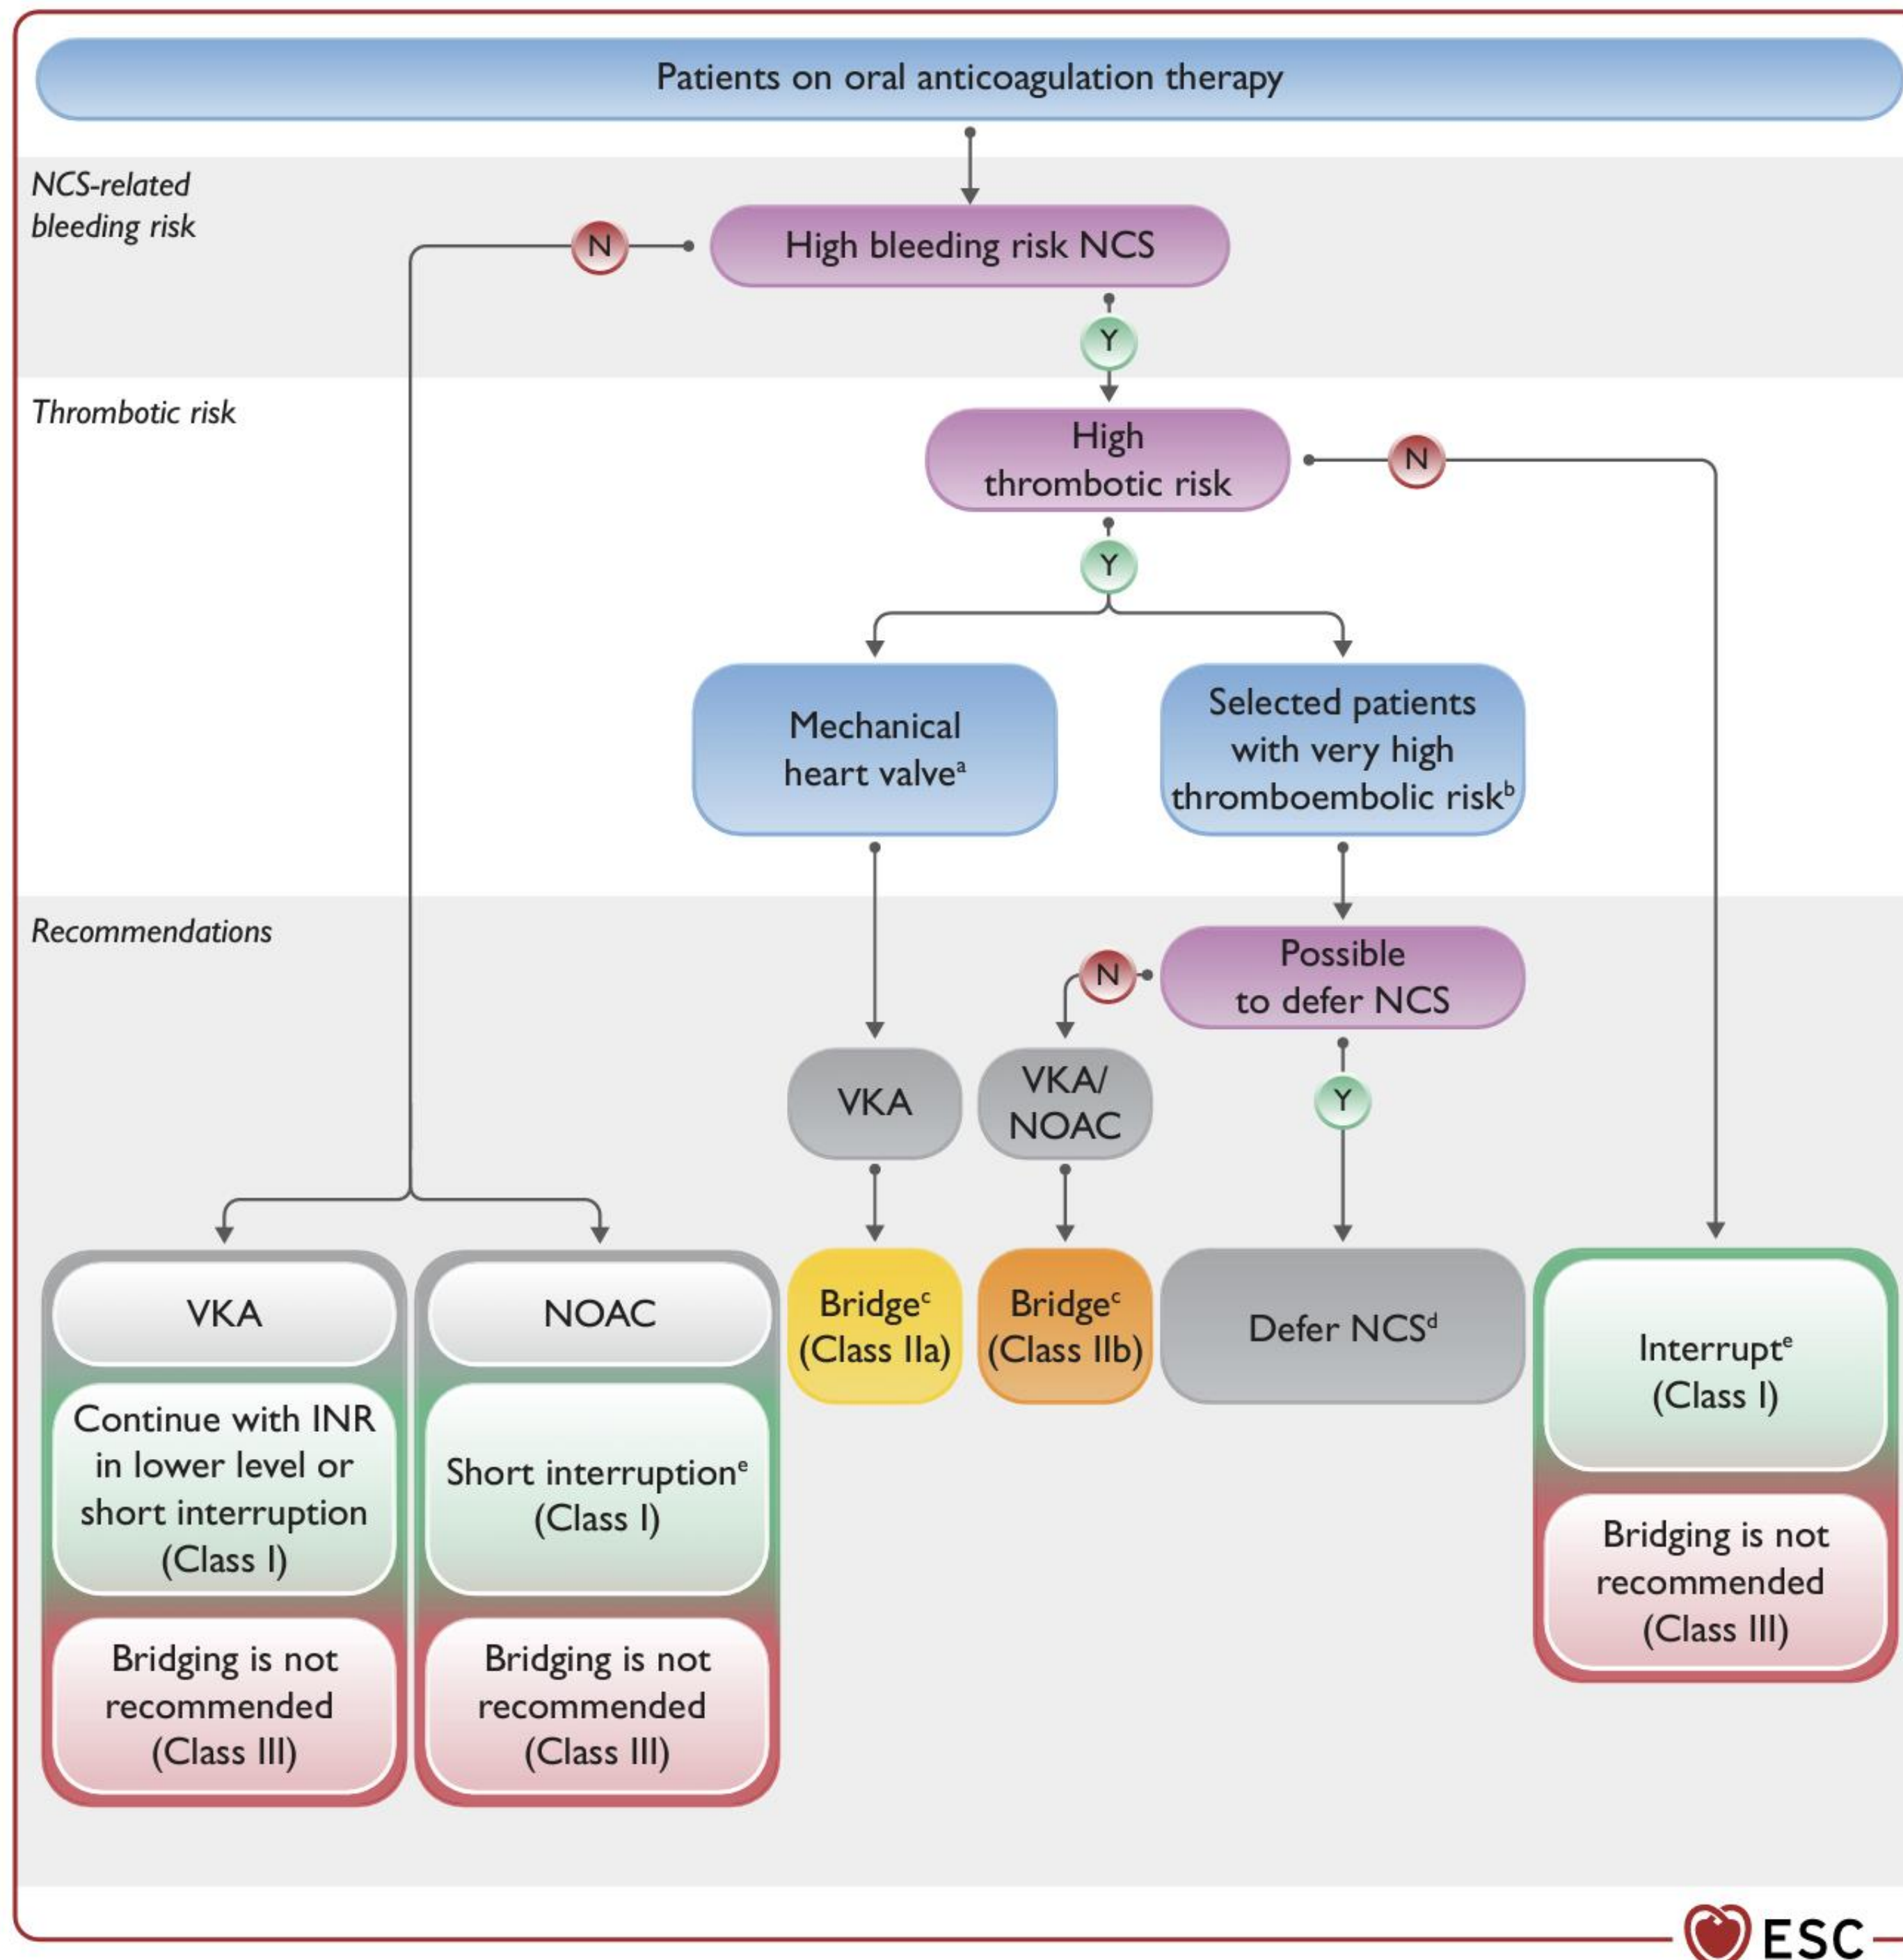 Patients on oral anticoagulation therapy
NCS-related
bleeding risk
N
High bleeding risk NCS
Y
Thrombotic risk
High
thrombotic risk
N
Y
Mechanical
heart valveᵃ
Selected patients
with very high
thromboembolic riskᵇ
Recommendations
Possible
to defer NCS
N
VKA
VKA/
NOAC
Y
VKA
Continue with INR
in lower level or
short interruption
(Class I)
Bridging is not
recommended
(Class III)
NOAC
Short interruptionᵉ
(Class I)
Bridging is not
recommended
(Class III)
Bridgeᶜ
(Class IIa)
Bridgeᶜ
(Class IIb)
Defer NCSᵈ
Interruptᵉ
(Class I)
Bridging is not
recommended
(Class III)
ESC